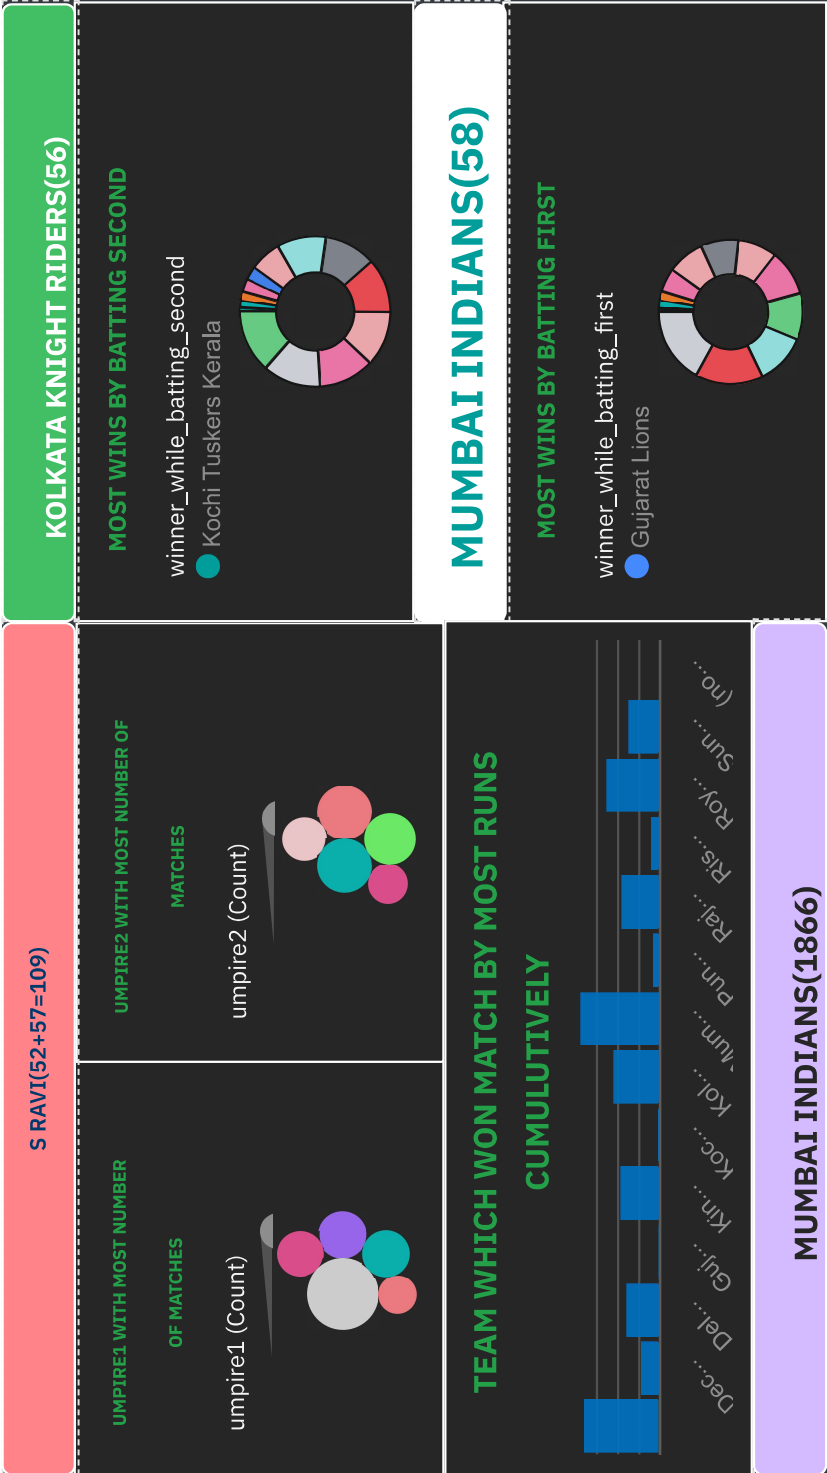 S RAVI(52+57=109)
UMPIRE1 WITH MOST NUMBER
OF MATCHES
umpire1 (Count)
UMPIRE2 WITH MOST NUMBER OF
MATCHES
umpire2 (Count)
KOLKATA KNIGHT RIDERS(56)
MOST WINS BY BATTING SECOND
winner_while_batting_second
Kochi Tuskers Kerala
MUMBAI INDIANS(58)
MOST WINS BY BATTING FIRST
winner_while_batting_first
Gujarat Lions
TEAM WHICH WON MATCH BY MOST RUNS
CUMULUTIVELY
Dec...
Del...
Guj...
Kin...
Koc...
Kol...
Mum...
Pun...
Raj...
Ris...
Roy...
Sun...
(no...
MUMBAI INDIANS(1866)